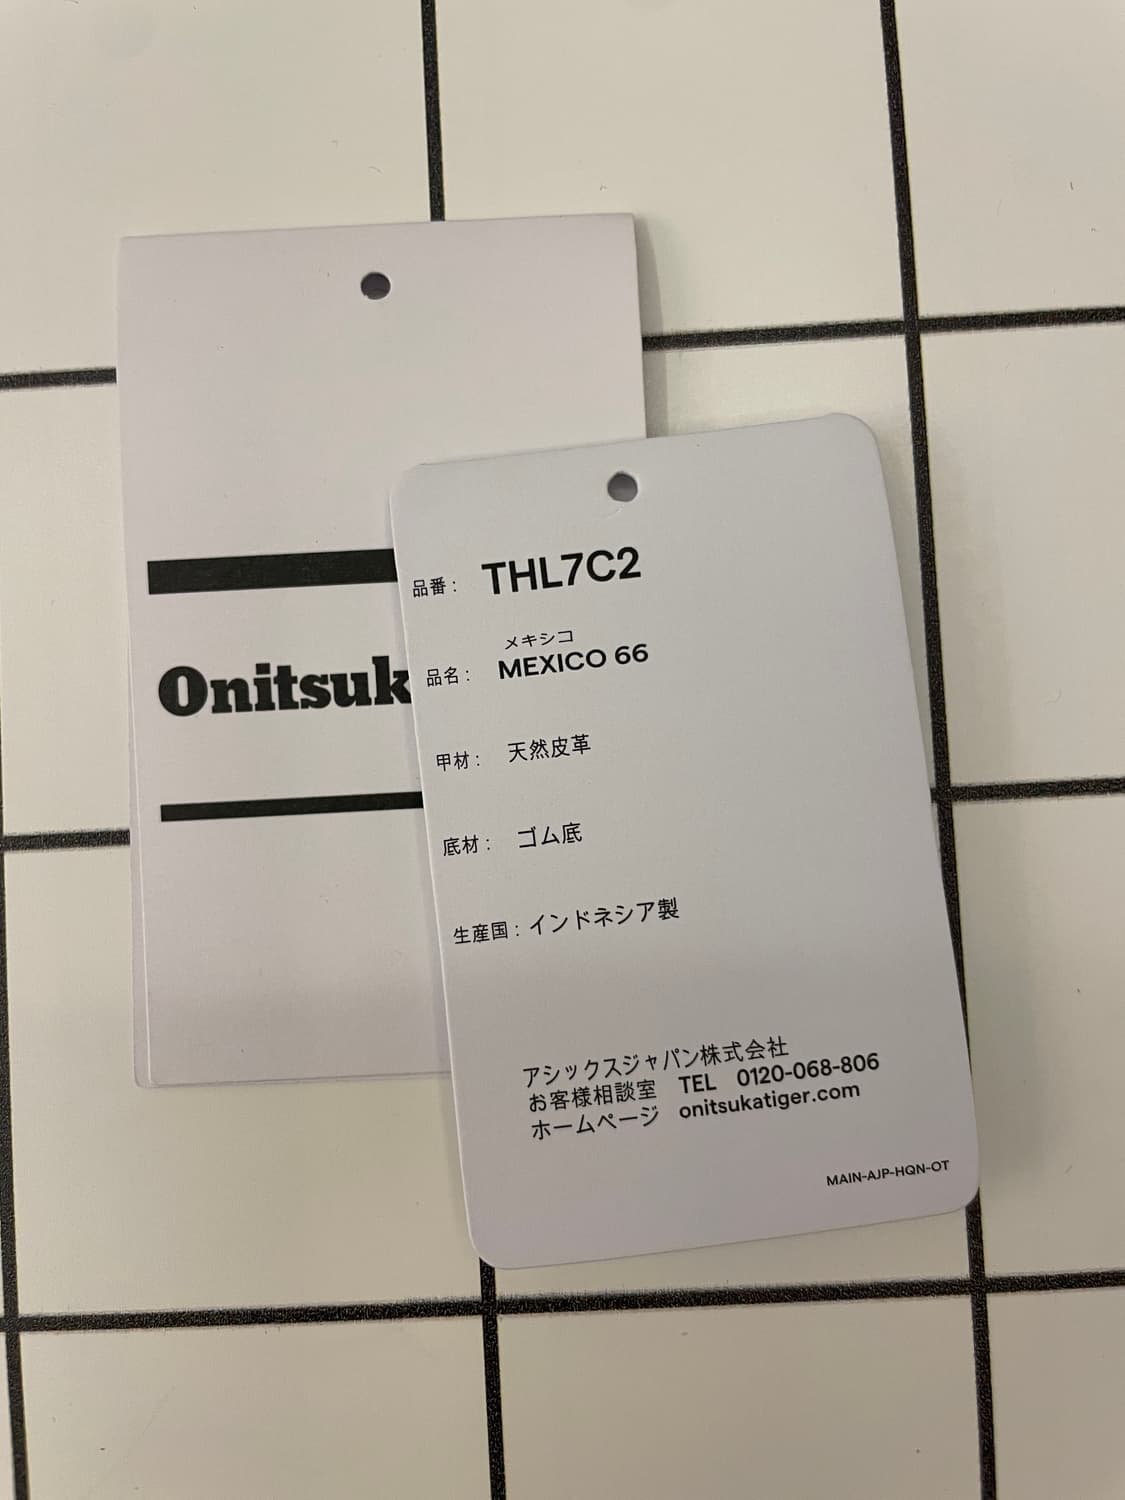 Onitsuk
品番： THL7C2
メキシコ
品名： MEXICO 66
甲材： 天然皮革
底材： ゴム底
生産国：インドネシア製
アシックスジャパン株式会社
お客様相談室 TEL 0120-068-806
ホームページ onitsukatiger.com
MAIN-AJP-HQN-OT